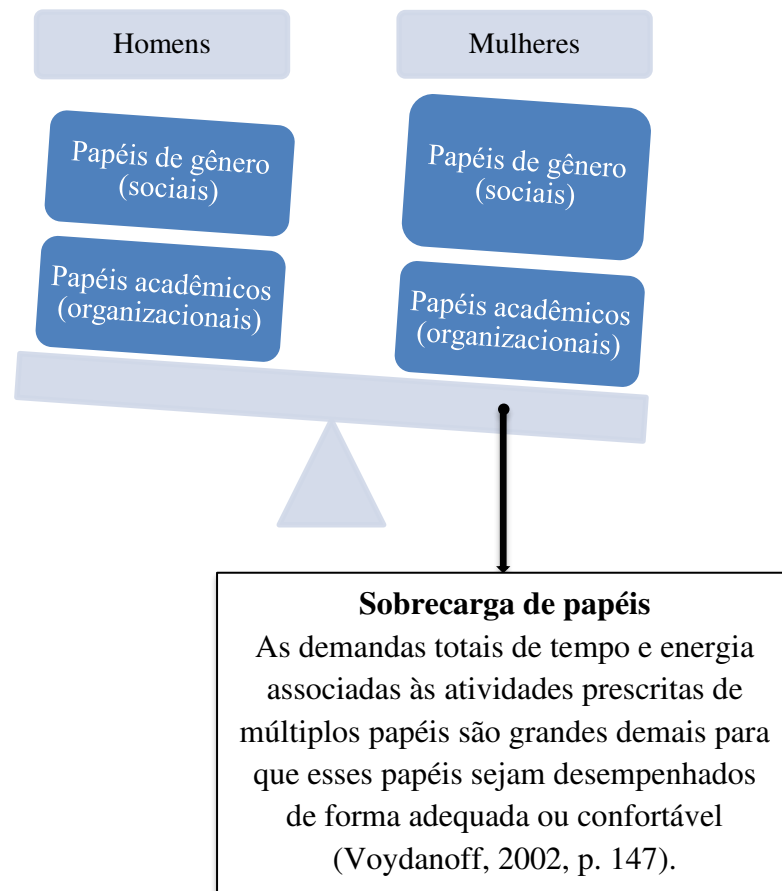 Homens
Mulheres
Papéis de gênero
(sociais)
Papéis de gênero
(sociais)
Papéis acadêmicos
(organizacionais)
Papéis acadêmicos
(organizacionais)
Sobrecarga de papéis
As demandas totais de tempo e energia
associadas às atividades prescritas de
múltiplos papéis são grandes demais para
que esses papéis sejam desempenhados
de forma adequada ou confortável
(Voydanoff, 2002, p. 147).